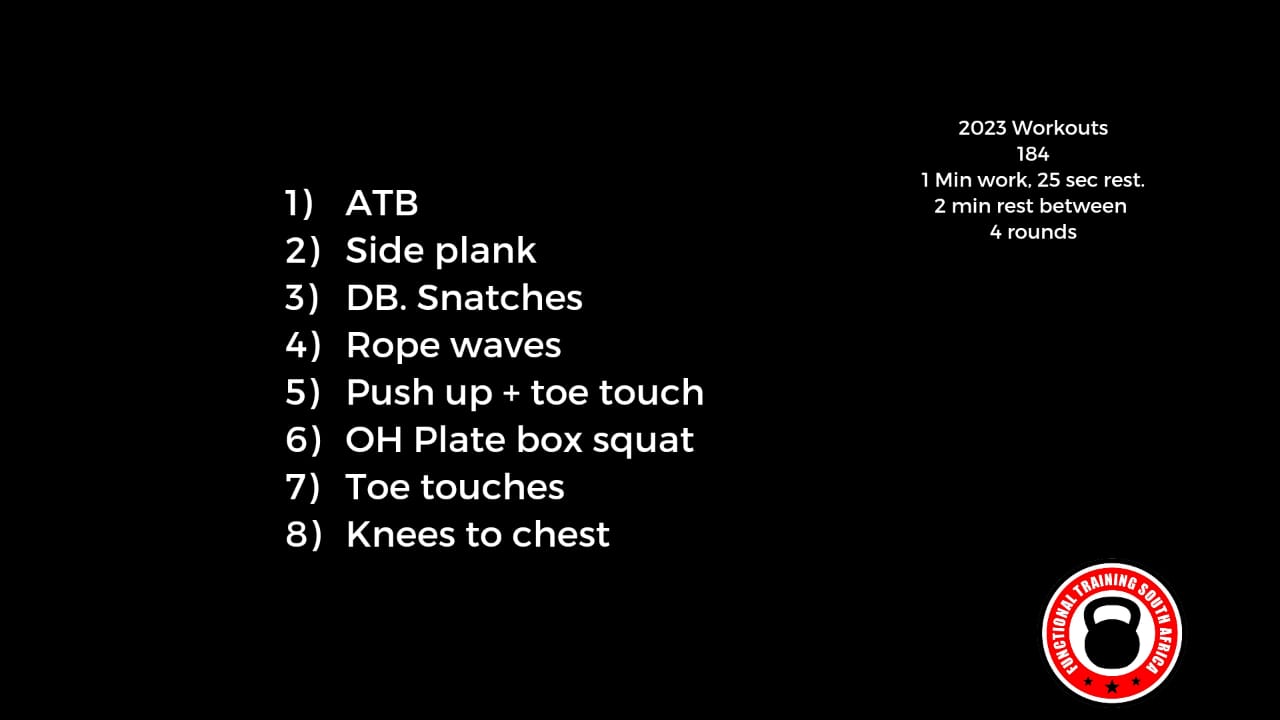 2023 Workouts
184
1 Min work, 25 sec rest.
2 min rest between
4 rounds
1) ATB
2) Side plank
3) DB. Snatches
4) Rope waves
5) Push up + toe touch
6) OH Plate box squat
7) Toe touches
8) Knees to chest
FUNCTIONAL TRAINING SOUTH AFRICA